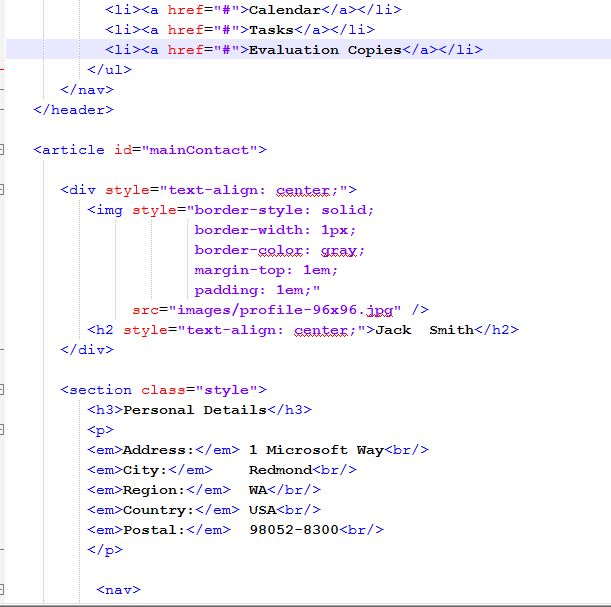 <li><a href="#">Calendar</a></li>
<li><a href="#">Tasks</a></li>
<li><a href="#">Evaluation Copies</a></li>
</ul>
</nav>
</header>
<article id="mainContact">
<div style="text-align: center;">
<img style="border-style: solid;
border-width: 1px;
border-color: gray;
margin-top: 1em;
padding: 1em;"
src="images/profile-96x96.jpg" />
<h2 style="text-align: center;">Jack  Smith</h2>
</div>
<section class="style">
<h3>Personal Details</h3>
<p>
<em>Address:</em> 1 Microsoft Way<br/>
<em>City:</em>    Redmond<br/>
<em>Region:</em>  WA</br/>
<em>Country:</em> USA<br/>
<em>Postal:</em>  98052-8300<br/>
</p>
<nav>